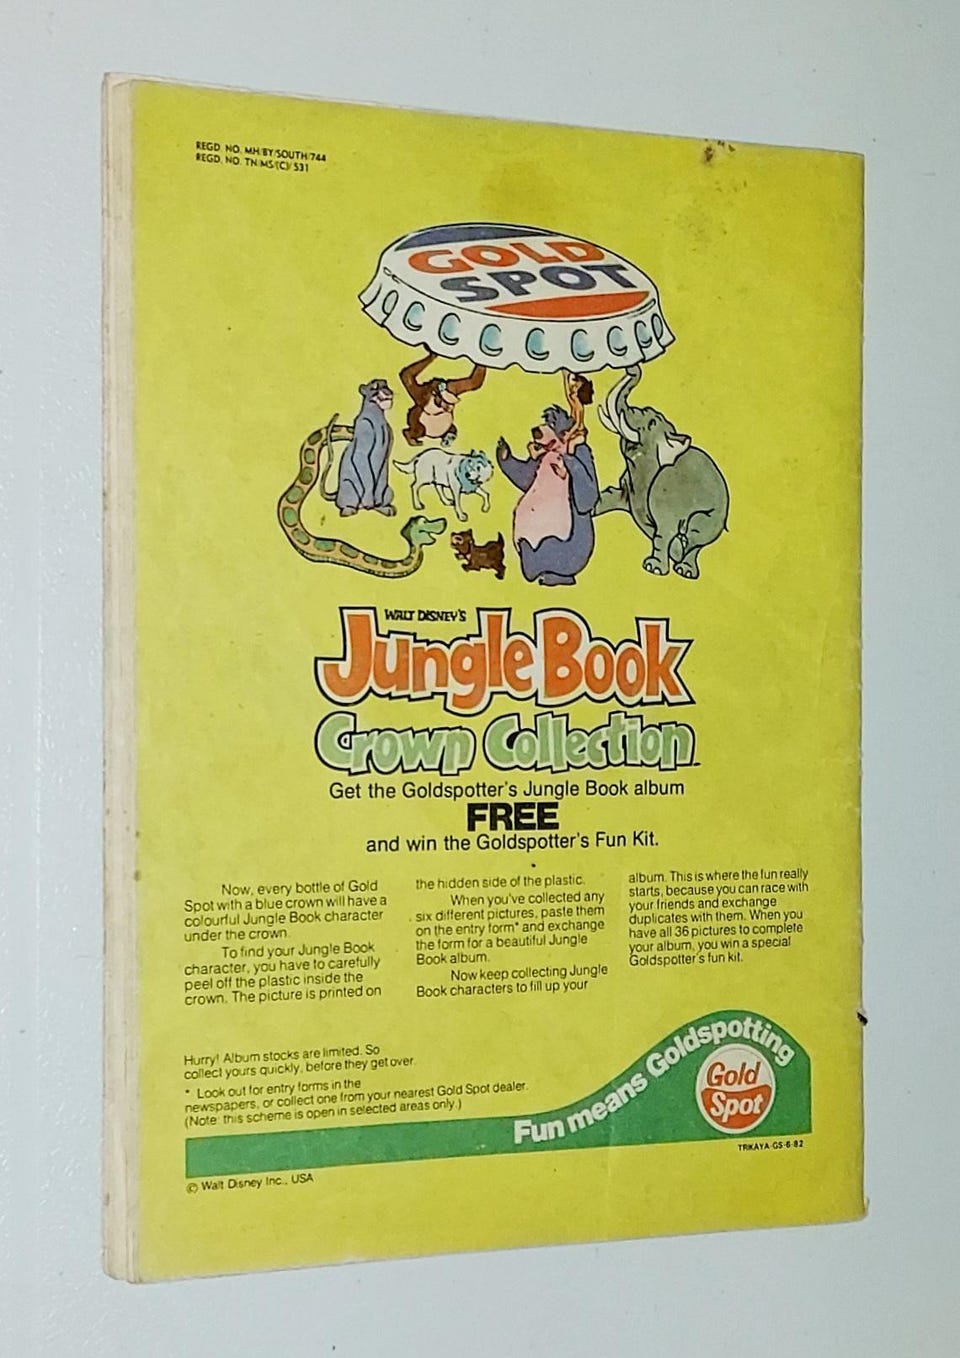 REGD. NO. MH/BY/SOUTH/744
REGD. NO. TN/MS/(C)/531
GOLD
SPOT
WALT DISNEY'S
Jungle Book
Crown Collection
Get the Goldspotter's Jungle Book album
FREE
and win the Goldspotter's Fun Kit.
Now, every bottle of Gold
Spot with a blue crown will have a
colourful Jungle Book character
under the crown.
To find your Jungle Book
character, you have to carefully
peel off the plastic inside the
crown. The picture is printed on
the hidden side of the plastic.
When you've collected any
six different pictures, paste them
on the entry form* and exchange
the form for a beautiful Jungle
Book album.
Now keep collecting Jungle
Book characters to fill up your
album. This is where the fun really
starts, because you can race with
your friends and exchange
duplicates with them. When you
have all 36 pictures to complete
your album, you win a special
Goldspotter's fun kit.
Hurry! Album stocks are limited. So
collect yours quickly, before they get over.
* Look out for entry forms in the
newspapers, or collect one from your nearest Gold Spot dealer.
(Note: this scheme is open in selected areas only.)
Fun means Goldspotting
Gold
Spot
TRIKAYA-GS-6-82
© Walt Disney Inc., USA